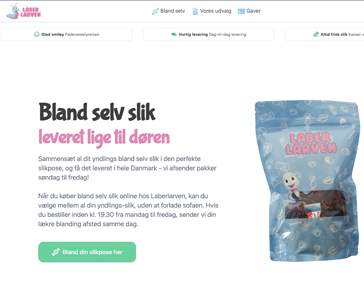 LABER
LARVEN
Bland selv
Vores udvalg
Gaver
Glad smiley Fødevarestyrelsen
Hurtig levering Dag-til-dag levering
Altid frisk slik
Bland selv slik
leveret lige til døren
Sammensæt al dit yndlings bland selv slik i den perfekte
slikpose, og få det leveret i hele Danmark – vi afsender pakker
søndag til fredag!
Når du køber bland selv slik online hos Laberlarven, kan du
vælge mellem al din yndlings-slik, uden at forlade sofaen. Hvis
du bestiller inden kl. 19.30 fra mandag til fredag, sender vi din
lækre blanding afsted samme dag.
Bland din slikpose her
LABER
LARVEN